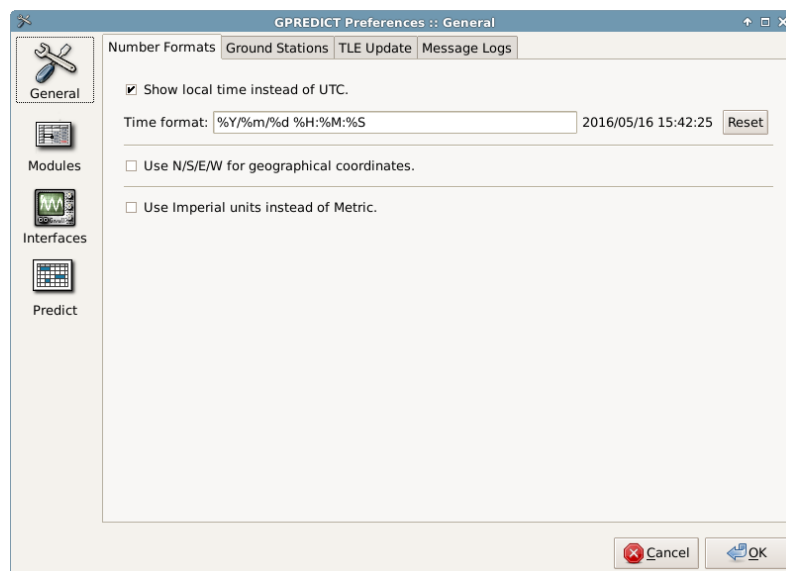 GPREDICT Preferences :: General
General
Modules
Interfaces
Predict
Number Formats Ground Stations TLE Update Message Logs
Show local time instead of UTC.
Time format: %Y/%m/%d %H:%M:%S 2016/05/16 15:42:25 Reset
Use N/S/E/W for geographical coordinates.
Use Imperial units instead of Metric.
Cancel OK